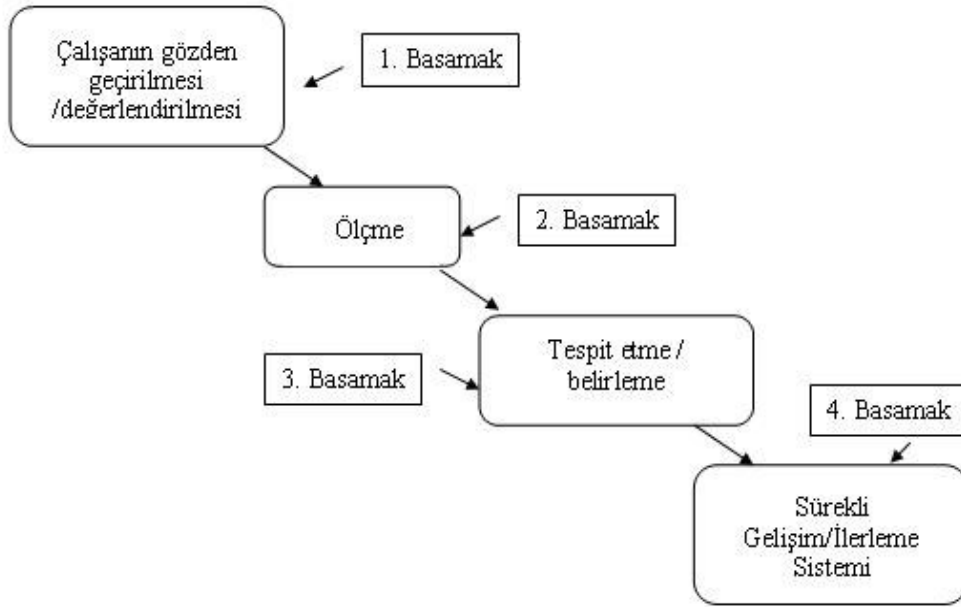 Çalışanın gözden
geçirilmesi
/değerlendirilmesi
1. Basamak
Ölçme
2. Basamak
Tespit etme /
belirleme
3. Basamak
4. Basamak
Sürekli
Gelişim/İlerleme
Sistemi